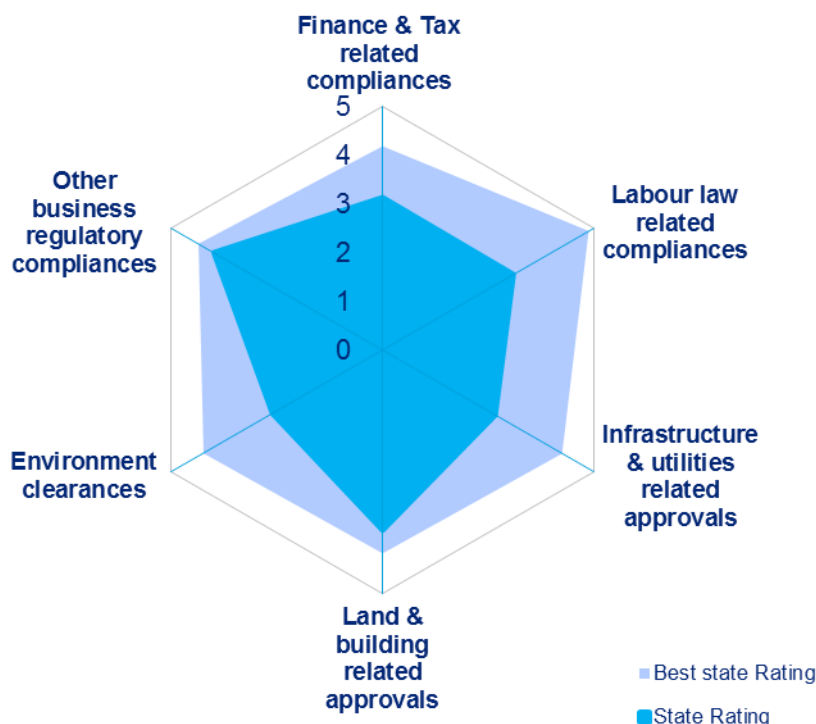 Finance & Tax
related
compliances
5
4
3
2
1
0
Other
business
regulatory
compliances
Labour law
related
compliances
Environment
clearances
Infrastructure
& utilities
related
approvals
Land &
building
related
approvals
Best state Rating
State Rating